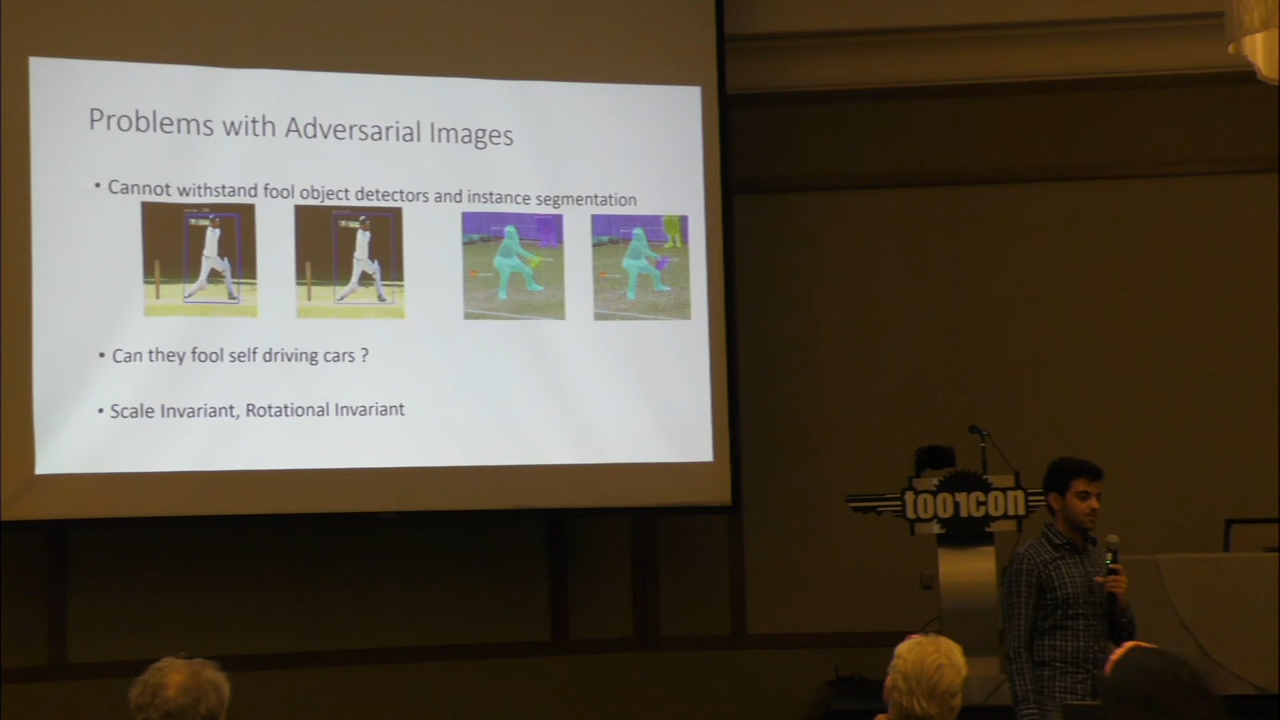 Problems with Adversarial Images
• Cannot withstand fool object detectors and instance segmentation
• Can they fool self driving cars ?
• Scale Invariant, Rotational Invariant
toorcon